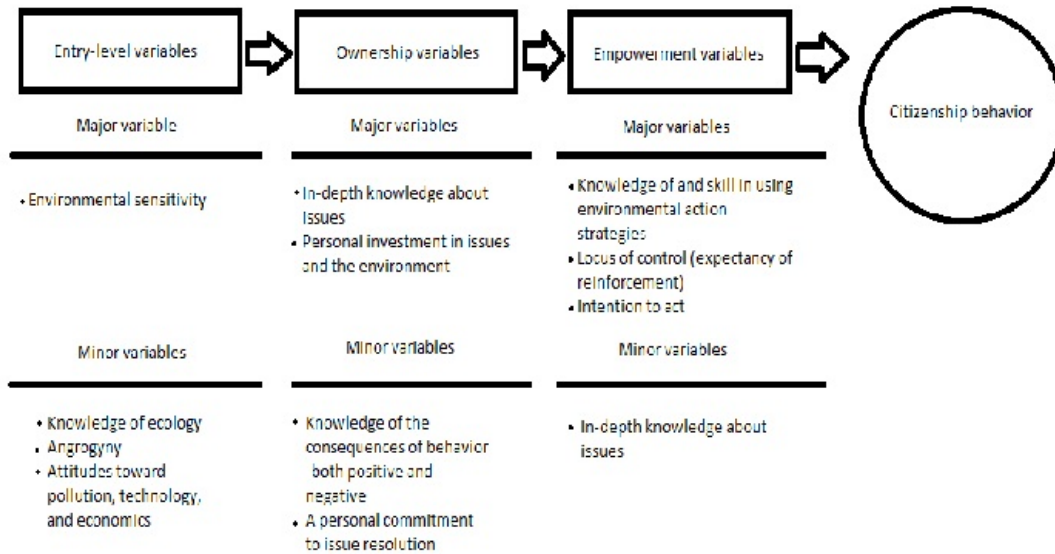 Entry-level variables
Ownership variables
Empowerment variables
Citizenship behavior
Major variable
Major variables
Major variables
• Environmental sensitivity
• In-depth knowledge about
issues
• Personal investment in issues
and the environment
• Knowledge of and skill in using
environmental action
strategies
• Locus of control (expectancy of
reinforcement)
• Intention to act
Minor variables
Minor variables
Minor variables
• Knowledge of ecology
• Angrogyny
• Attitudes toward
pollution, technology,
and economics
• Knowledge of the
consequences of behavior
both positive and
negative
• A personal commitment
to issue resolution
• In-depth knowledge about
issues